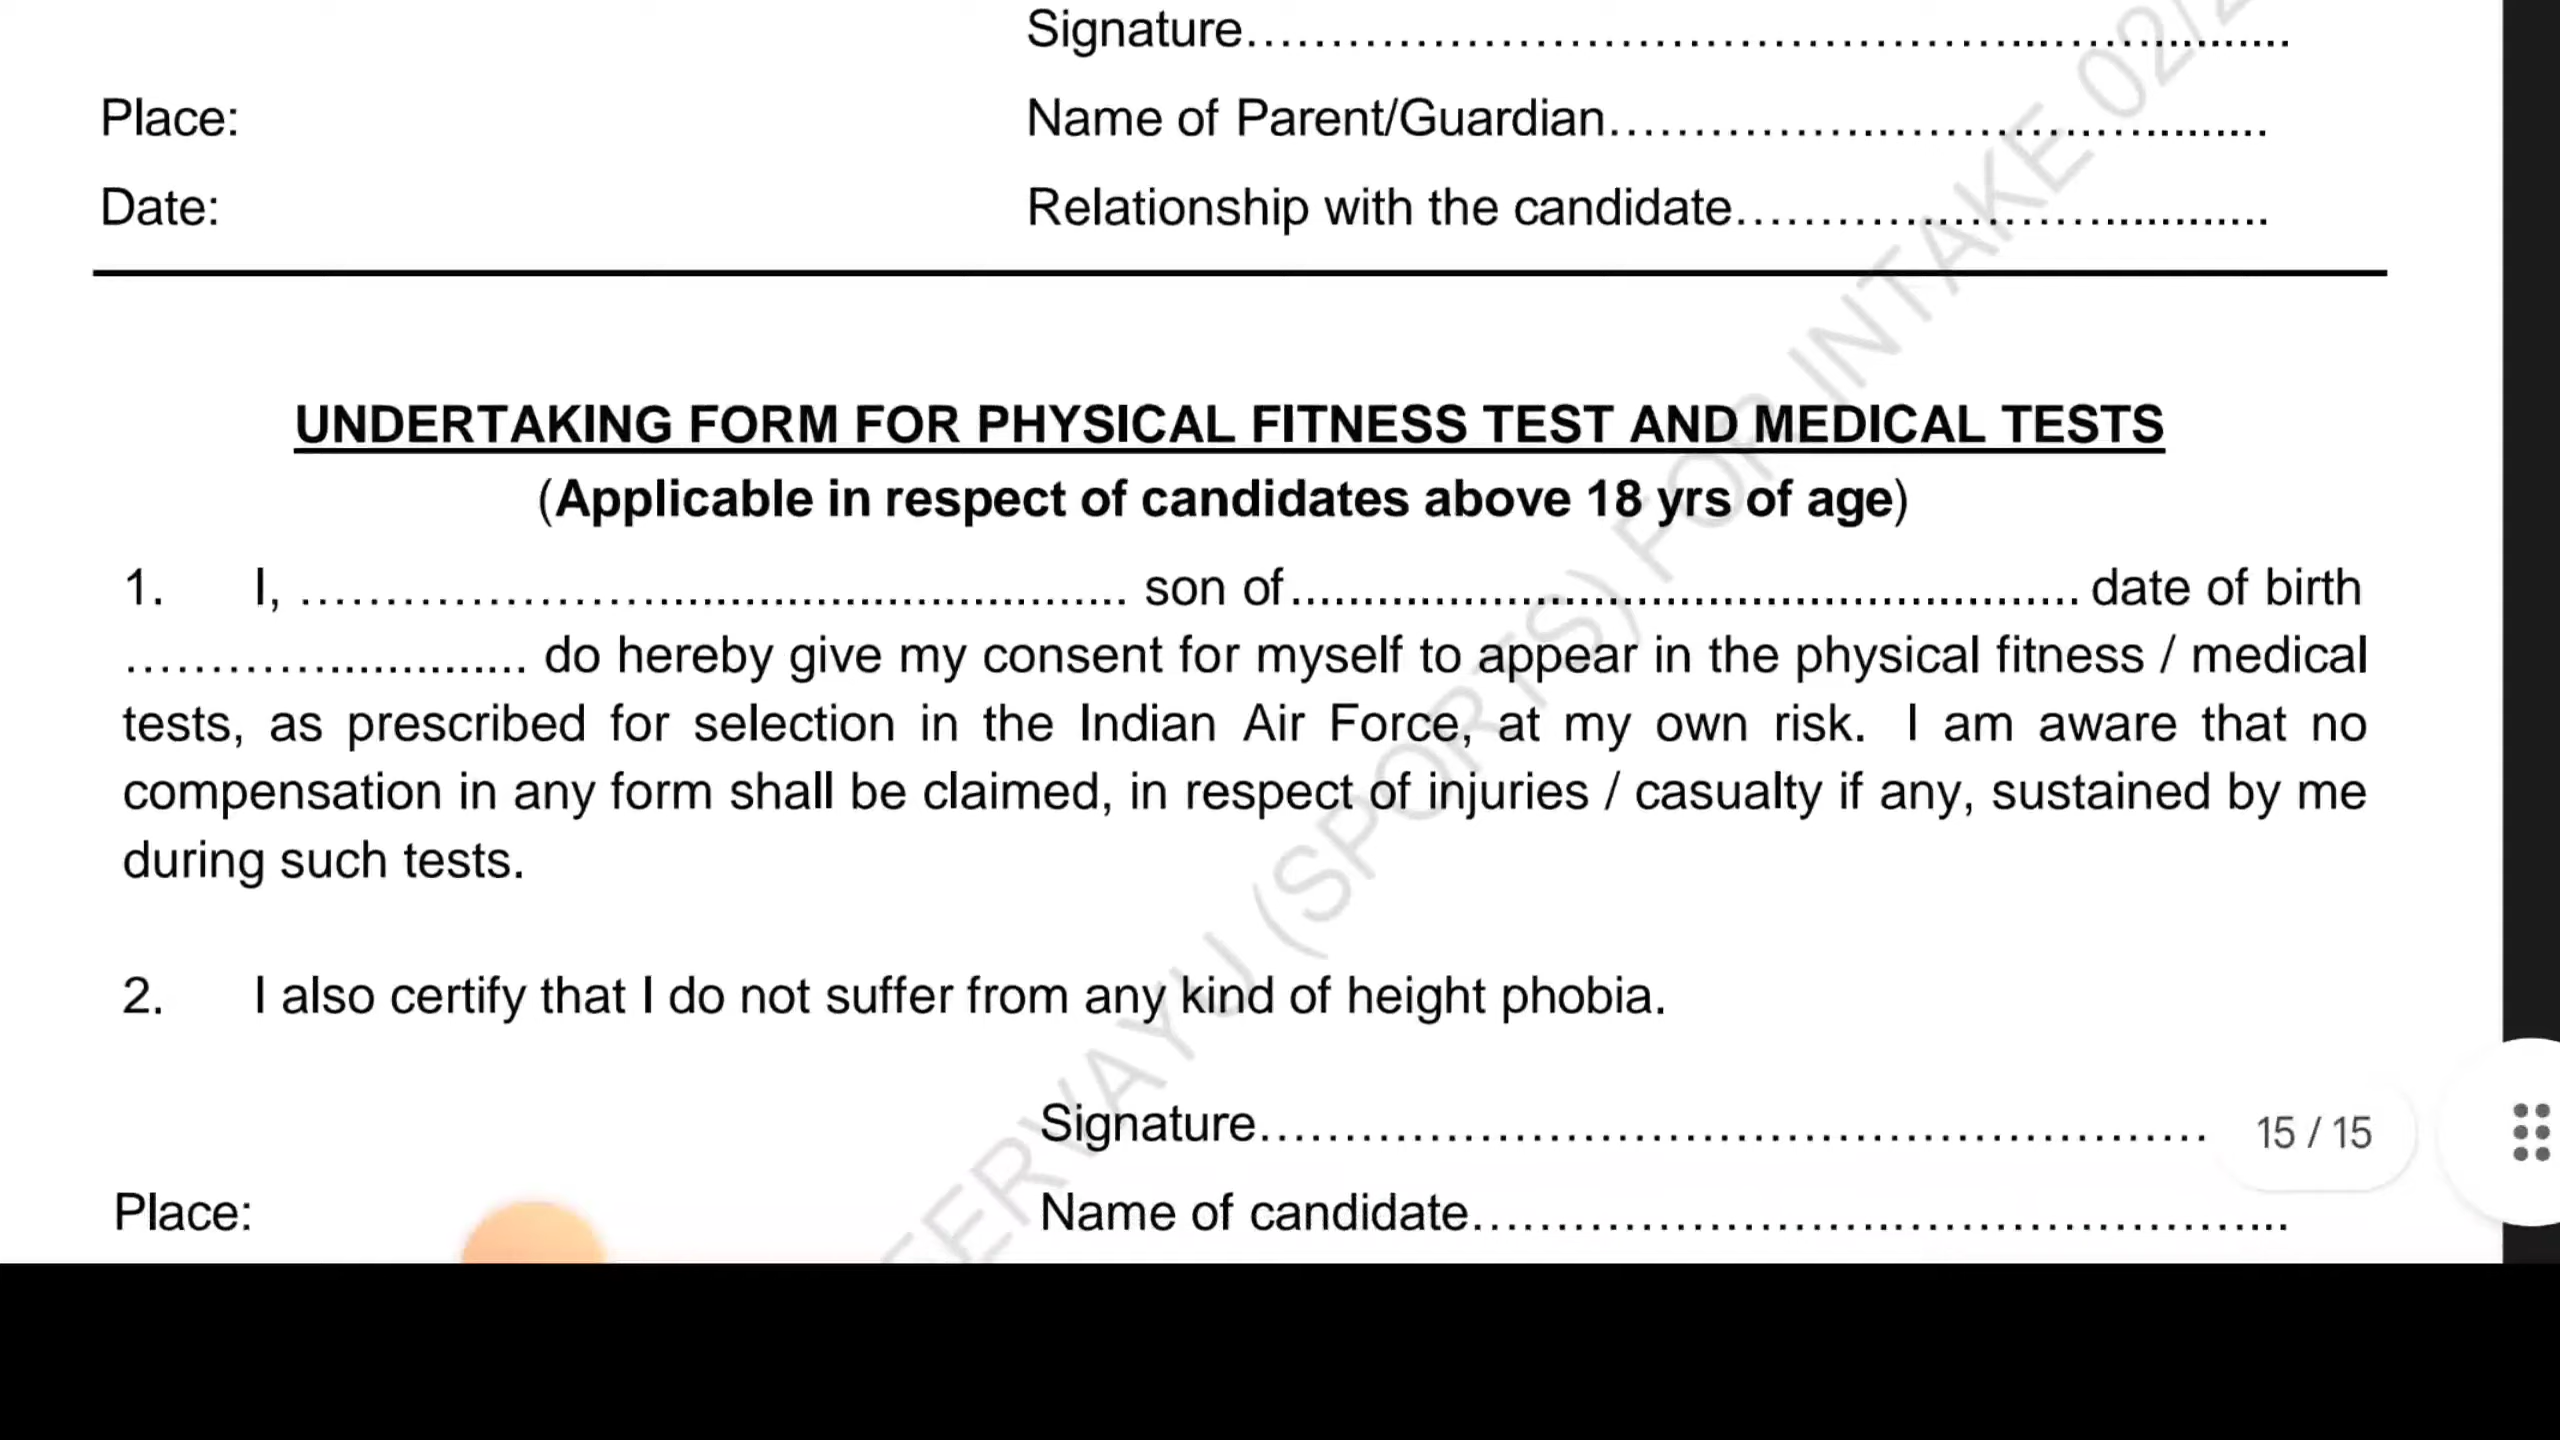 Signature……………………………………………………...……..........
Place:
Name of Parent/Guardian……………………..……………………..........
Date:
Relationship with the candidate…………………..………………............
UNDERTAKING FORM FOR PHYSICAL FITNESS TEST AND MEDICAL TESTS
(Applicable in respect of candidates above 18 yrs of age)
1. I, …………………………….................................. son of....................................................... date of birth
…………………............... do hereby give my consent for myself to appear in the physical fitness / medical
tests, as prescribed for selection in the Indian Air Force, at my own risk. I am aware that no
compensation in any form shall be claimed, in respect of injuries / casualty if any, sustained by me
during such tests.
2. I also certify that I do not suffer from any kind of height phobia.
Signature……………………………………………………
15 / 15
Place:
Name of candidate………………………………..…………………...
(SPORTS) FOR INTAKE